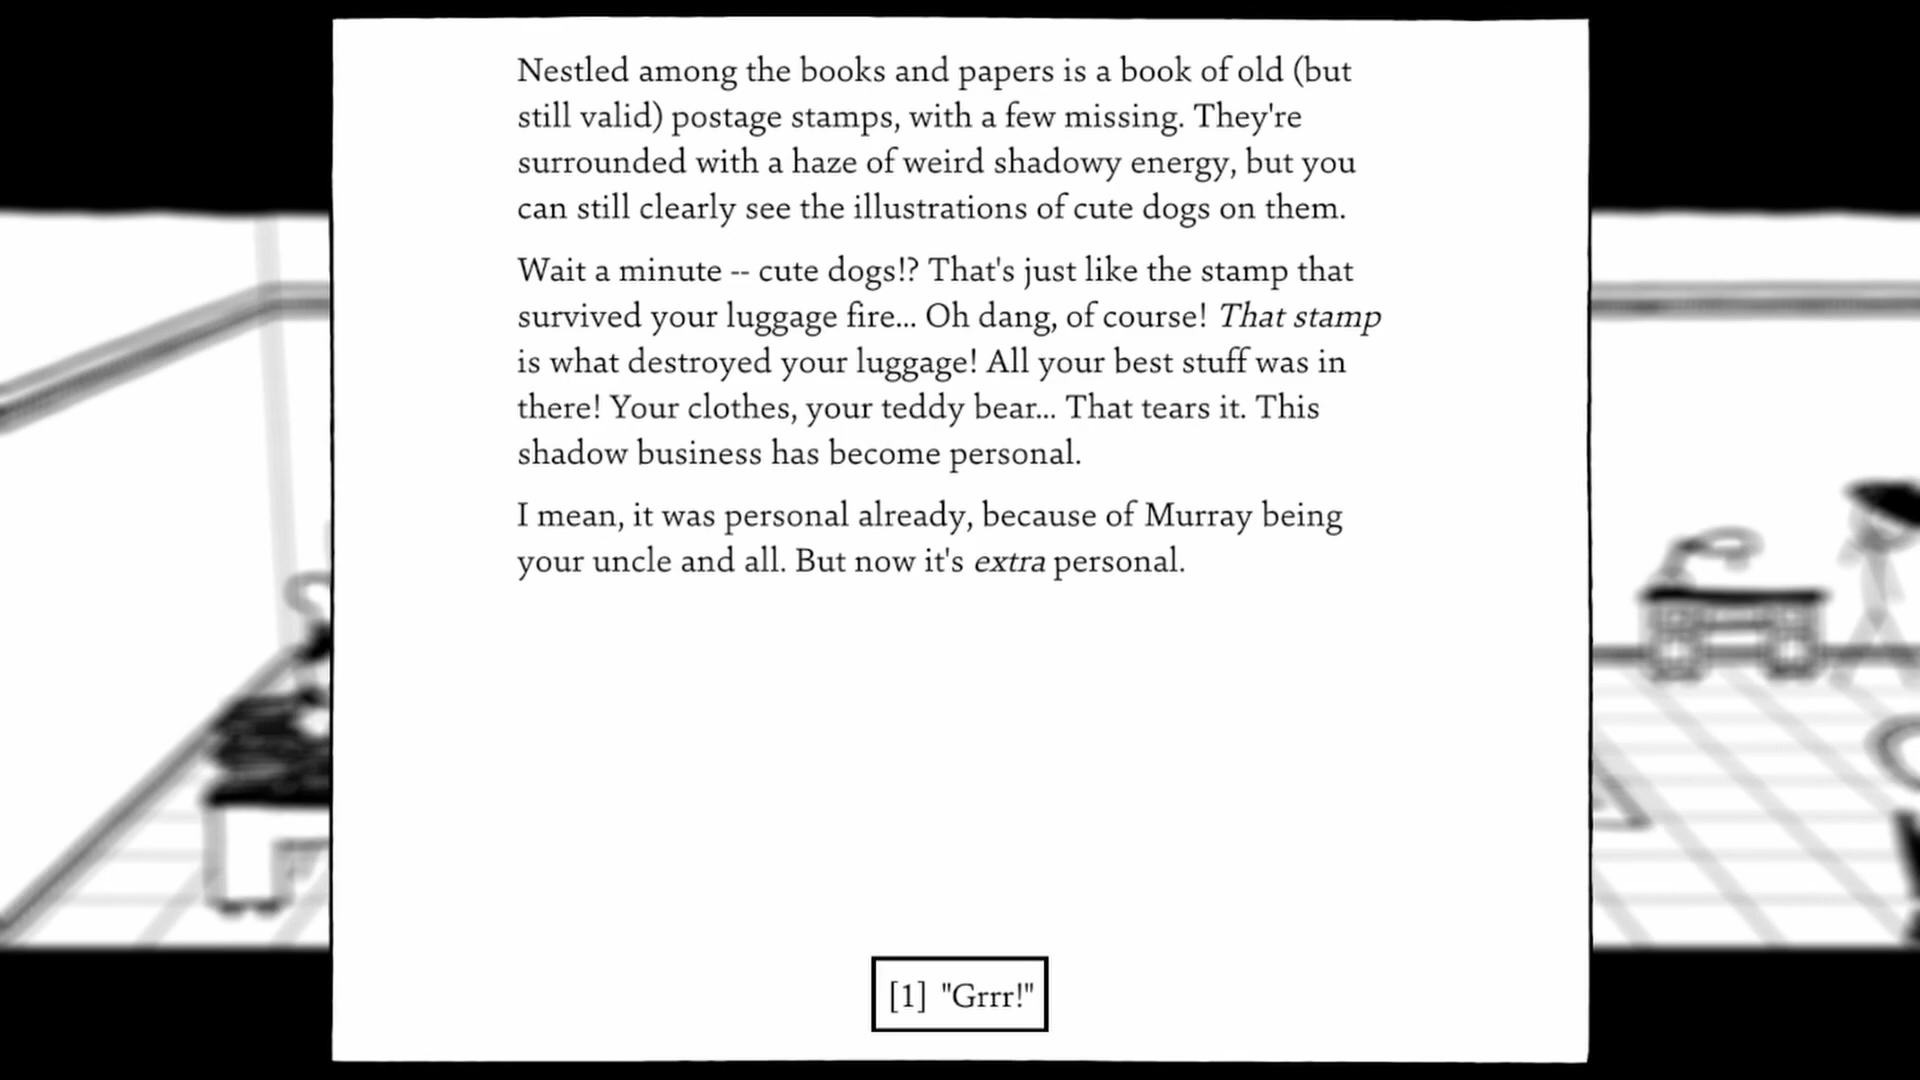 Nestled among the books and papers is a book of old (but
still valid) postage stamps, with a few missing. They're
surrounded with a haze of weird shadowy energy, but you
can still clearly see the illustrations of cute dogs on them.
Wait a minute -- cute dogs!? That's just like the stamp that
survived your luggage fire... Oh dang, of course! That stamp
is what destroyed your luggage! All your best stuff was in
there! Your clothes, your teddy bear... That tears it. This
shadow business has become personal.
I mean, it was personal already, because of Murray being
your uncle and all. But now it's extra personal.
[1] "Grrr!"